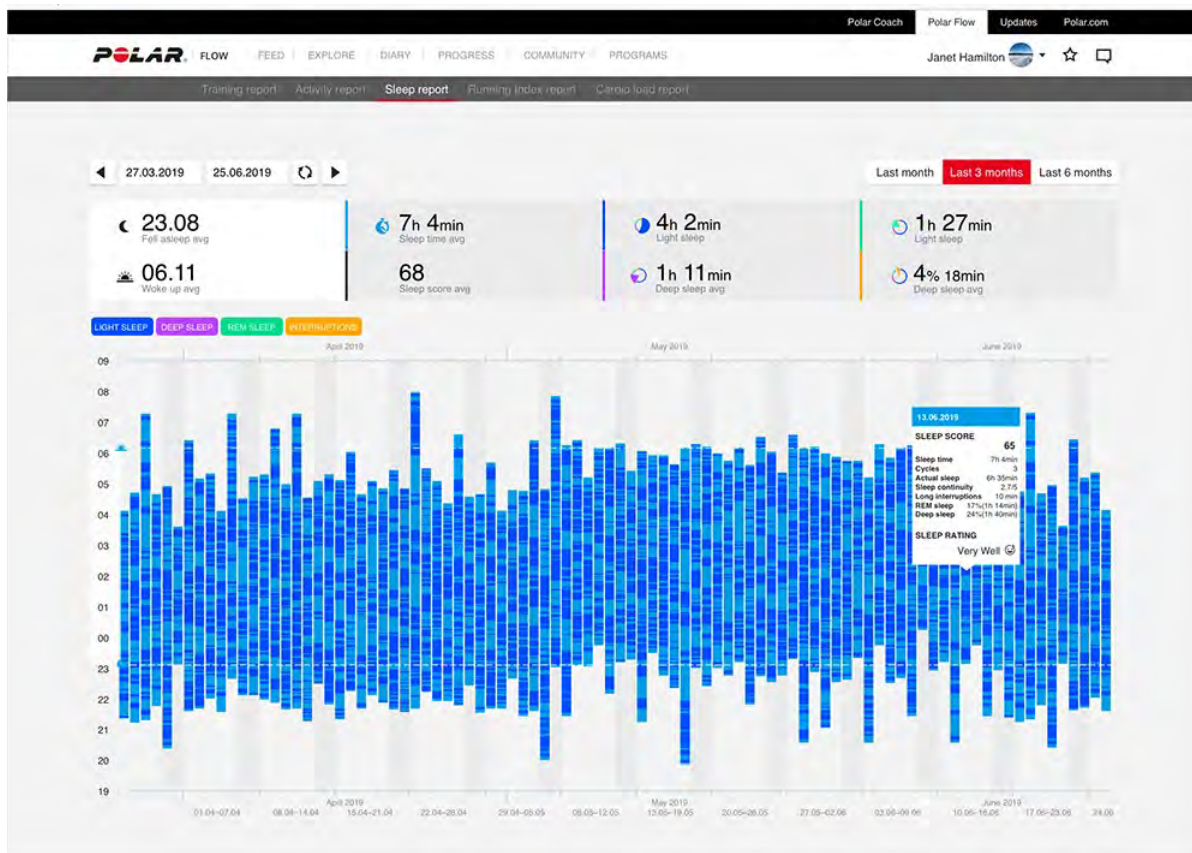 Polar Coach Polar Flow Updates Polar.com
POLAR. FLOW FEED EXPLORE DIARY PROGRESS COMMUNITY PROGRAMS Janet Hamilton
Training report Activity report Sleep report Running Index report Cardio load report
27.03.2019 25.06.2019 Last month Last 3 months Last 6 months
23.08 7h 4min 4h 2min 1h 27min
Fell asleep avg Sleep time avg Light sleep Light sleep
06.11 68 1h 11min 4% 18min
Woke up avg Sleep score avg Deep sleep avg Deep sleep avg
LIGHT SLEEP DEEP SLEEP REM SLEEP INTERRUPTIONS
April 2019 May 2019 June 2019
09
08
07
06
05
04
03
02
01
00
23
22
21
20
19
13.06.2019
SLEEP SCORE
65
Sleep time 7h 4min
Cycles 3
Actual sleep 6h 35min
Sleep continuity 2.7/5
Long interruptions 10 min
REM sleep 17%(1h 14min)
Deep sleep 24%(1h 40min)
SLEEP RATING
Very Well
April 2019 May 2019 June 2019
01.04-07.04 08.04-14.04 15.04-21.04 22.04-28.04 29.04-05.05 06.05-12.05 13.05-19.05 20.05-26.05 27.05-02.06 03.06-09.06 10.06-16.06 17.06-23.06 24.06